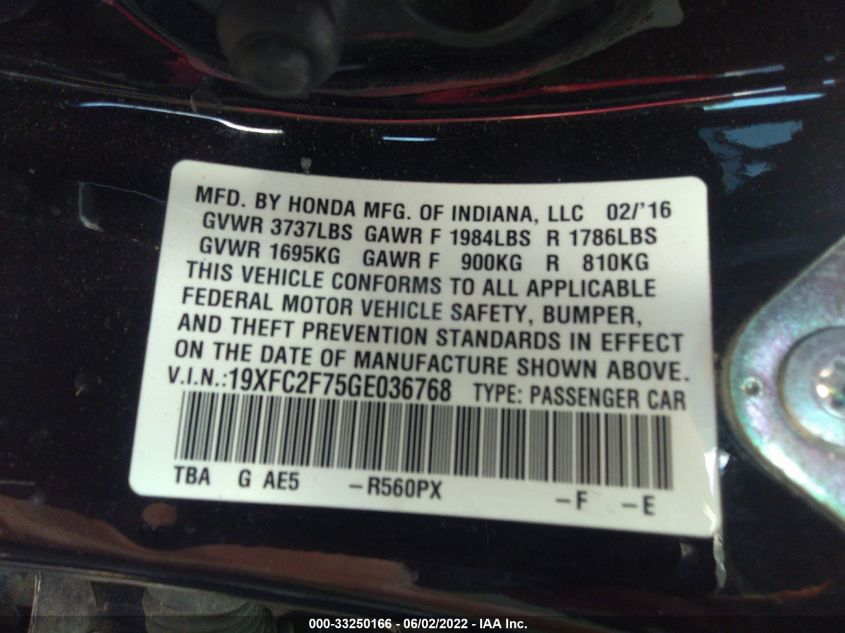 MFD. BY HONDA MFG. OF INDIANA, LLC 02/'16
GVWR 3737LBS GAWR F 1984LBS R 1786LBS
GVWR 1695KG GAWR F 900KG R 810KG
THIS VEHICLE CONFORMS TO ALL APPLICABLE
FEDERAL MOTOR VEHICLE SAFETY, BUMPER,
AND THEFT PREVENTION STANDARDS IN EFFECT
ON THE DATE OF MANUFACTURE SHOWN ABOVE.
V.I.N.:19XFC2F75GE036768 TYPE: PASSENGER CAR
TBA G AE5 -R560PX -F -E
000-33250166 - 06/02/2022 - IAA Inc.